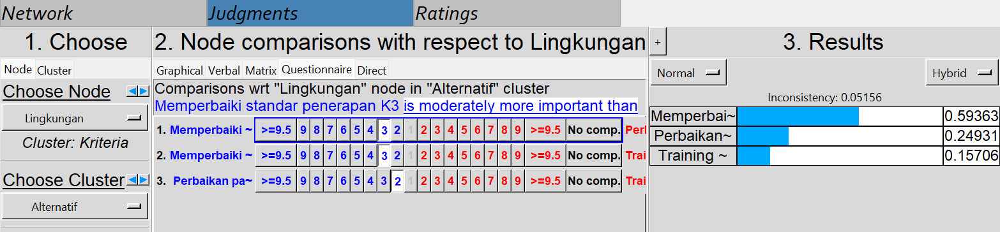 Network Judgments Ratings
1. Choose
Node Cluster
Choose Node
Lingkungan
Cluster: Kriteria
Choose Cluster
Alternatif
2. Node comparisons with respect to Lingkungan
Graphical Verbal Matrix Questionnaire Direct
Comparisons wrt "Lingkungan" node in "Alternatif" cluster
Memperbaiki standar penerapan K3 is moderately more important than
1. Memperbaiki ~ >=9.5 9 8 7 6 5 4 3 2 1 2 3 4 5 6 7 8 9 >=9.5 No comp. Perl
2. Memperbaiki ~ >=9.5 9 8 7 6 5 4 3 2 1 2 3 4 5 6 7 8 9 >=9.5 No comp. Trai
3. Perbaikan pa~ >=9.5 9 8 7 6 5 4 3 2 1 2 3 4 5 6 7 8 9 >=9.5 No comp. Trai
+ 3. Results
Normal Hybrid
Inconsistency: 0.05156
Memperbai~ 0.59363
Perbaikan~ 0.24931
Training ~ 0.15706